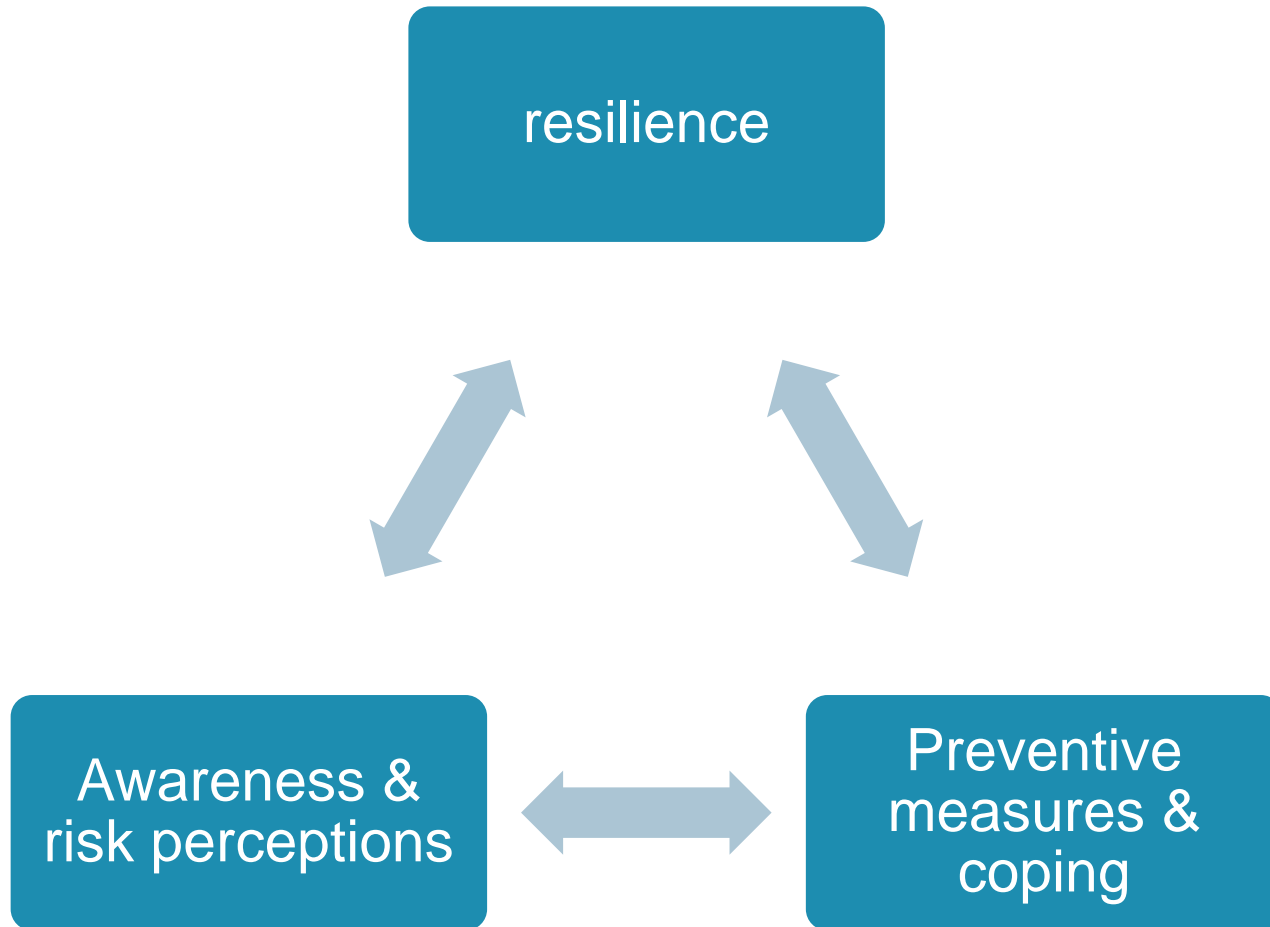 resilience
Awareness &
risk perceptions
Preventive
measures &
coping